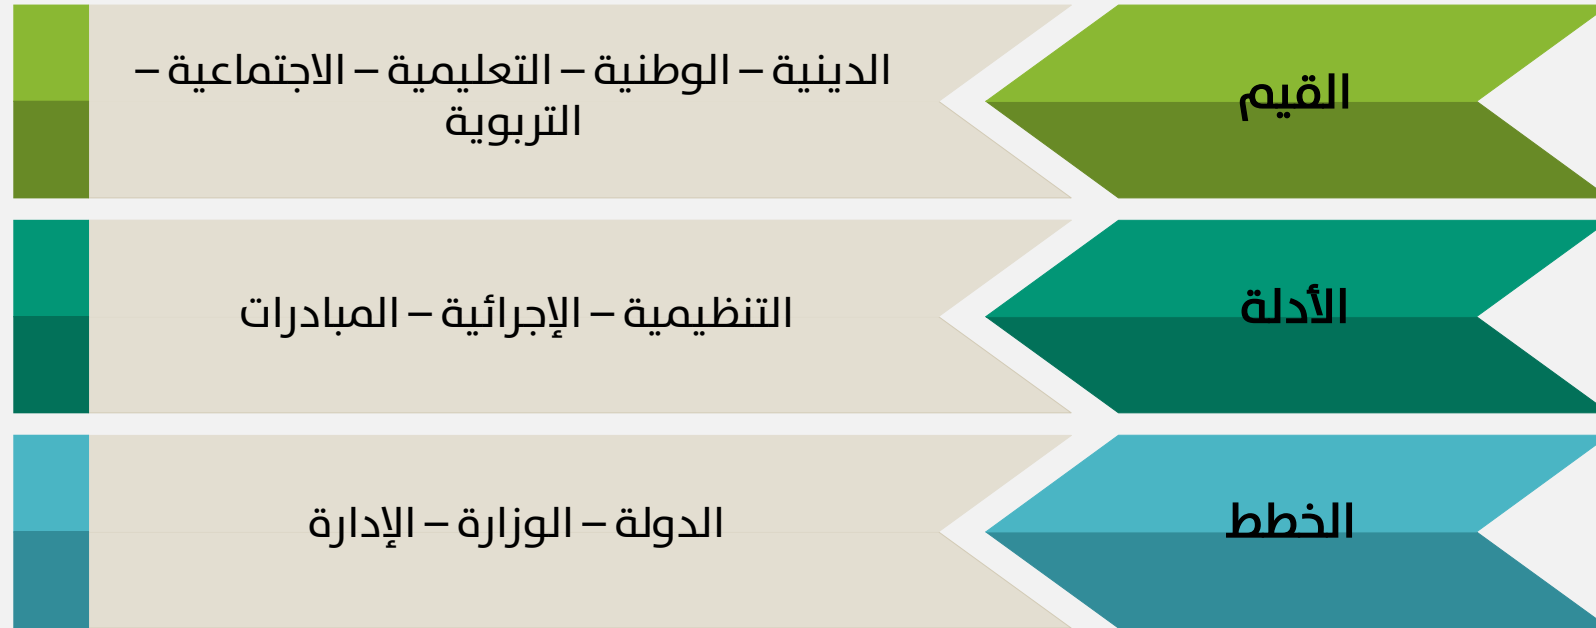 القيم
الدينية – الوطنية – التعليمية – الاجتماعية –
التربوية
الأدلة
التنظيمية – الإجرائية – المبادرات
الخطط
الدولة – الوزارة – الإدارة